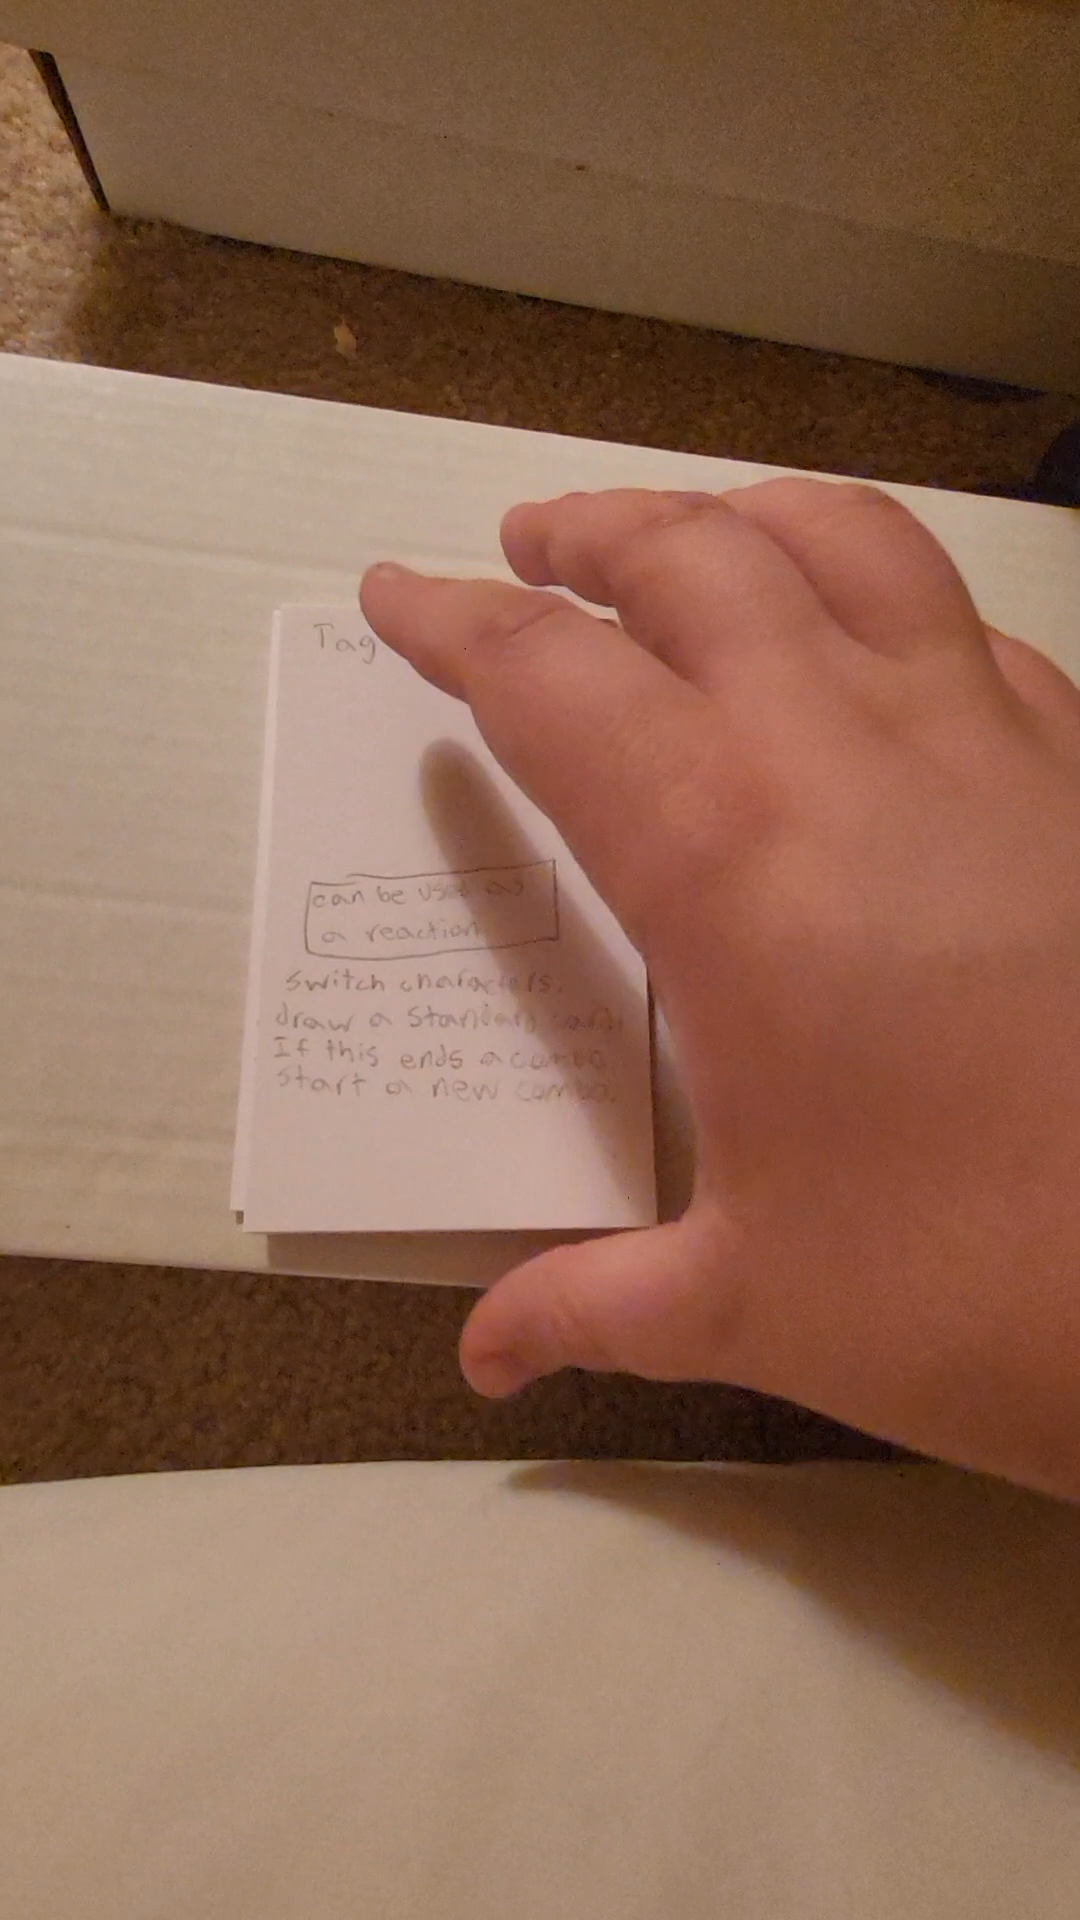 Tag
can be used as
a reaction.
Switch characters.
draw a standard card.
If this ends a combo
start a new combo.